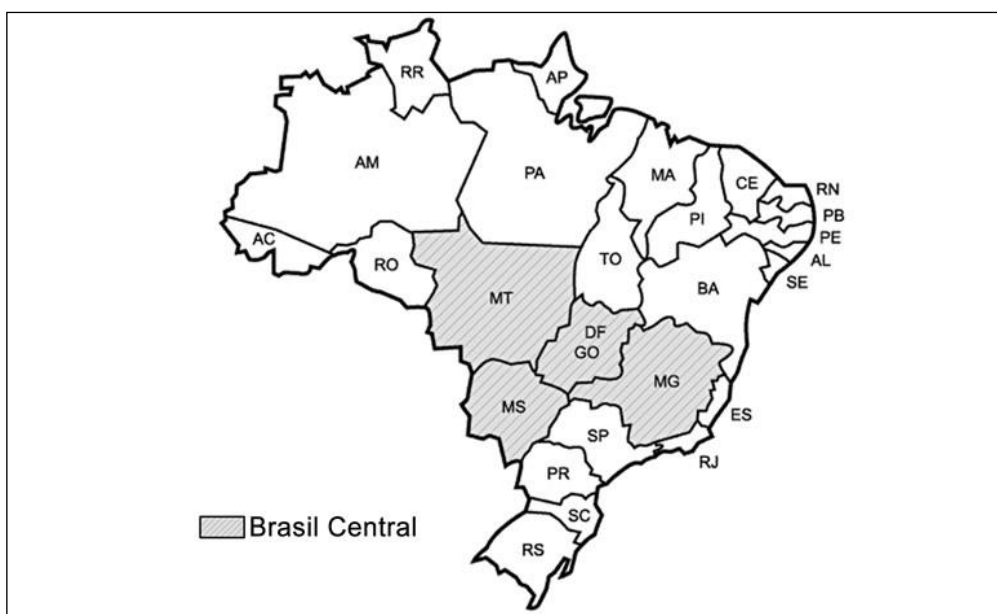 RR
AP
AM
PA
MA
CE
RN
PI
PB
PE
AC
AL
RO
TO
SE
BA
MT
DF
GO
MG
MS
ES
SP
RJ
PR
SC
Brasil Central
RS